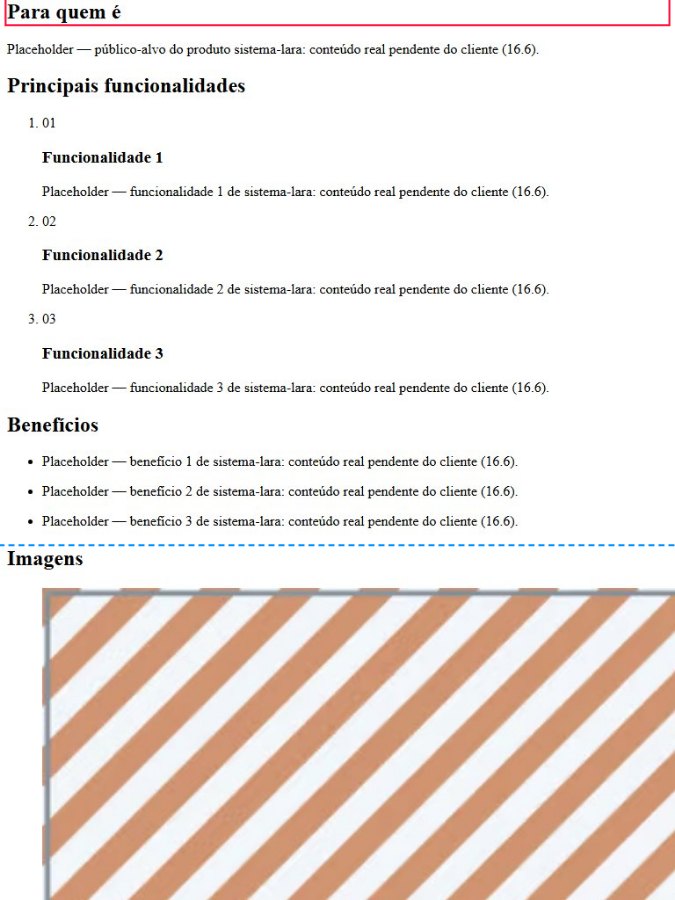 Para quem é
Placeholder — público-alvo do produto sistema-lara: conteúdo real pendente do cliente (16.6).
Principais funcionalidades
1. 01
Funcionalidade 1
Placeholder — funcionalidade 1 de sistema-lara: conteúdo real pendente do cliente (16.6).
2. 02
Funcionalidade 2
Placeholder — funcionalidade 2 de sistema-lara: conteúdo real pendente do cliente (16.6).
3. 03
Funcionalidade 3
Placeholder — funcionalidade 3 de sistema-lara: conteúdo real pendente do cliente (16.6).
Benefícios
• Placeholder — benefício 1 de sistema-lara: conteúdo real pendente do cliente (16.6).
• Placeholder — benefício 2 de sistema-lara: conteúdo real pendente do cliente (16.6).
• Placeholder — benefício 3 de sistema-lara: conteúdo real pendente do cliente (16.6).
Imagens